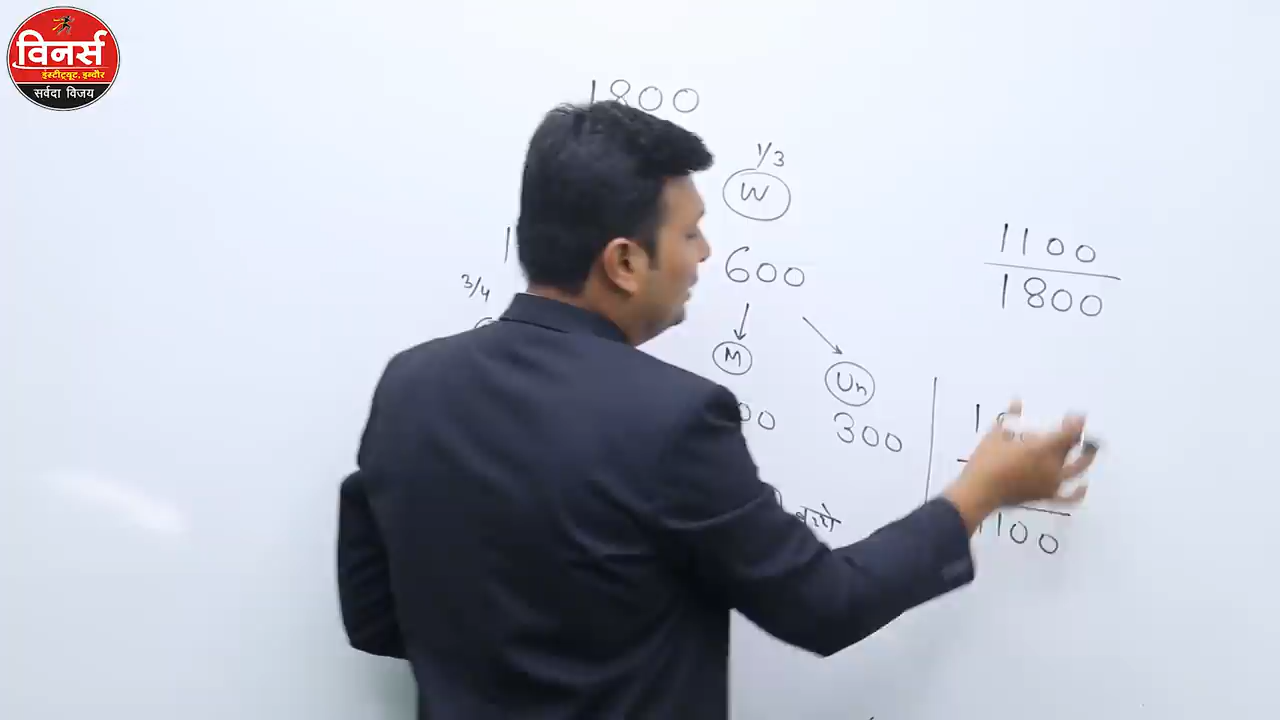 विनर्स
इंस्टीट्यूट, इन्दौर
सर्वदा विजय
1800
1/3
W
600
3/4
M
Un
300
1100
1800
1100